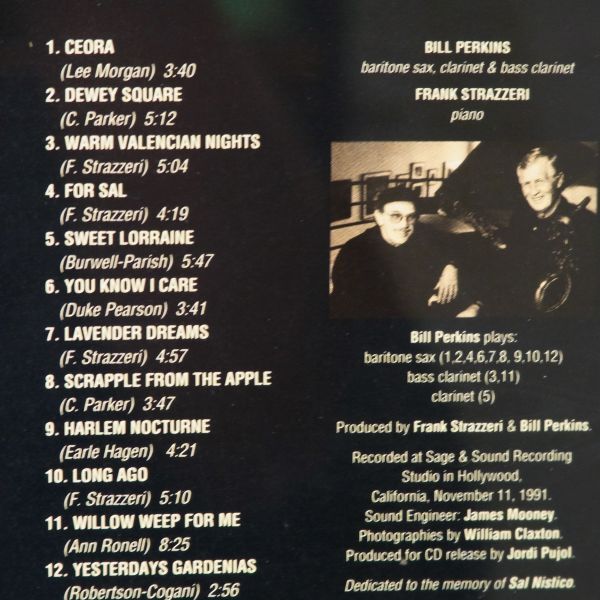 1. CEORA
(Lee Morgan) 3:40
2. DEWEY SQUARE
(C. Parker) 5:12
3. WARM VALENCIAN NIGHTS
(F. Strazzeri) 5:04
4. FOR SAL
(F. Strazzeri) 4:19
5. SWEET LORRAINE
(Burwell-Parish) 5:47
6. YOU KNOW I CARE
(Duke Pearson) 3:41
7. LAVENDER DREAMS
(F. Strazzeri) 4:57
8. SCRAPPLE FROM THE APPLE
(C. Parker) 3:47
9. HARLEM NOCTURNE
(Earle Hagen) 4:21
10. LONG AGO
(F. Strazzeri) 5:10
11. WILLOW WEEP FOR ME
(Ann Ronell) 8:25
12. YESTERDAYS GARDENIAS
(Robertson-Cogani) 2:56
BILL PERKINS
baritone sax, clarinet & bass clarinet
FRANK STRAZZERI
piano
Bill Perkins plays:
baritone sax (1,2,4,6,7,8, 9,10,12)
bass clarinet (3,11)
clarinet (5)
Produced by Frank Strazzeri & Bill Perkins.
Recorded at Sage & Sound Recording
Studio in Hollywood,
California, November 11, 1991.
Sound Engineer: James Mooney.
Photographies by William Claxton.
Produced for CD release by Jordi Pujol.
Dedicated to the memory of Sal Nistico.